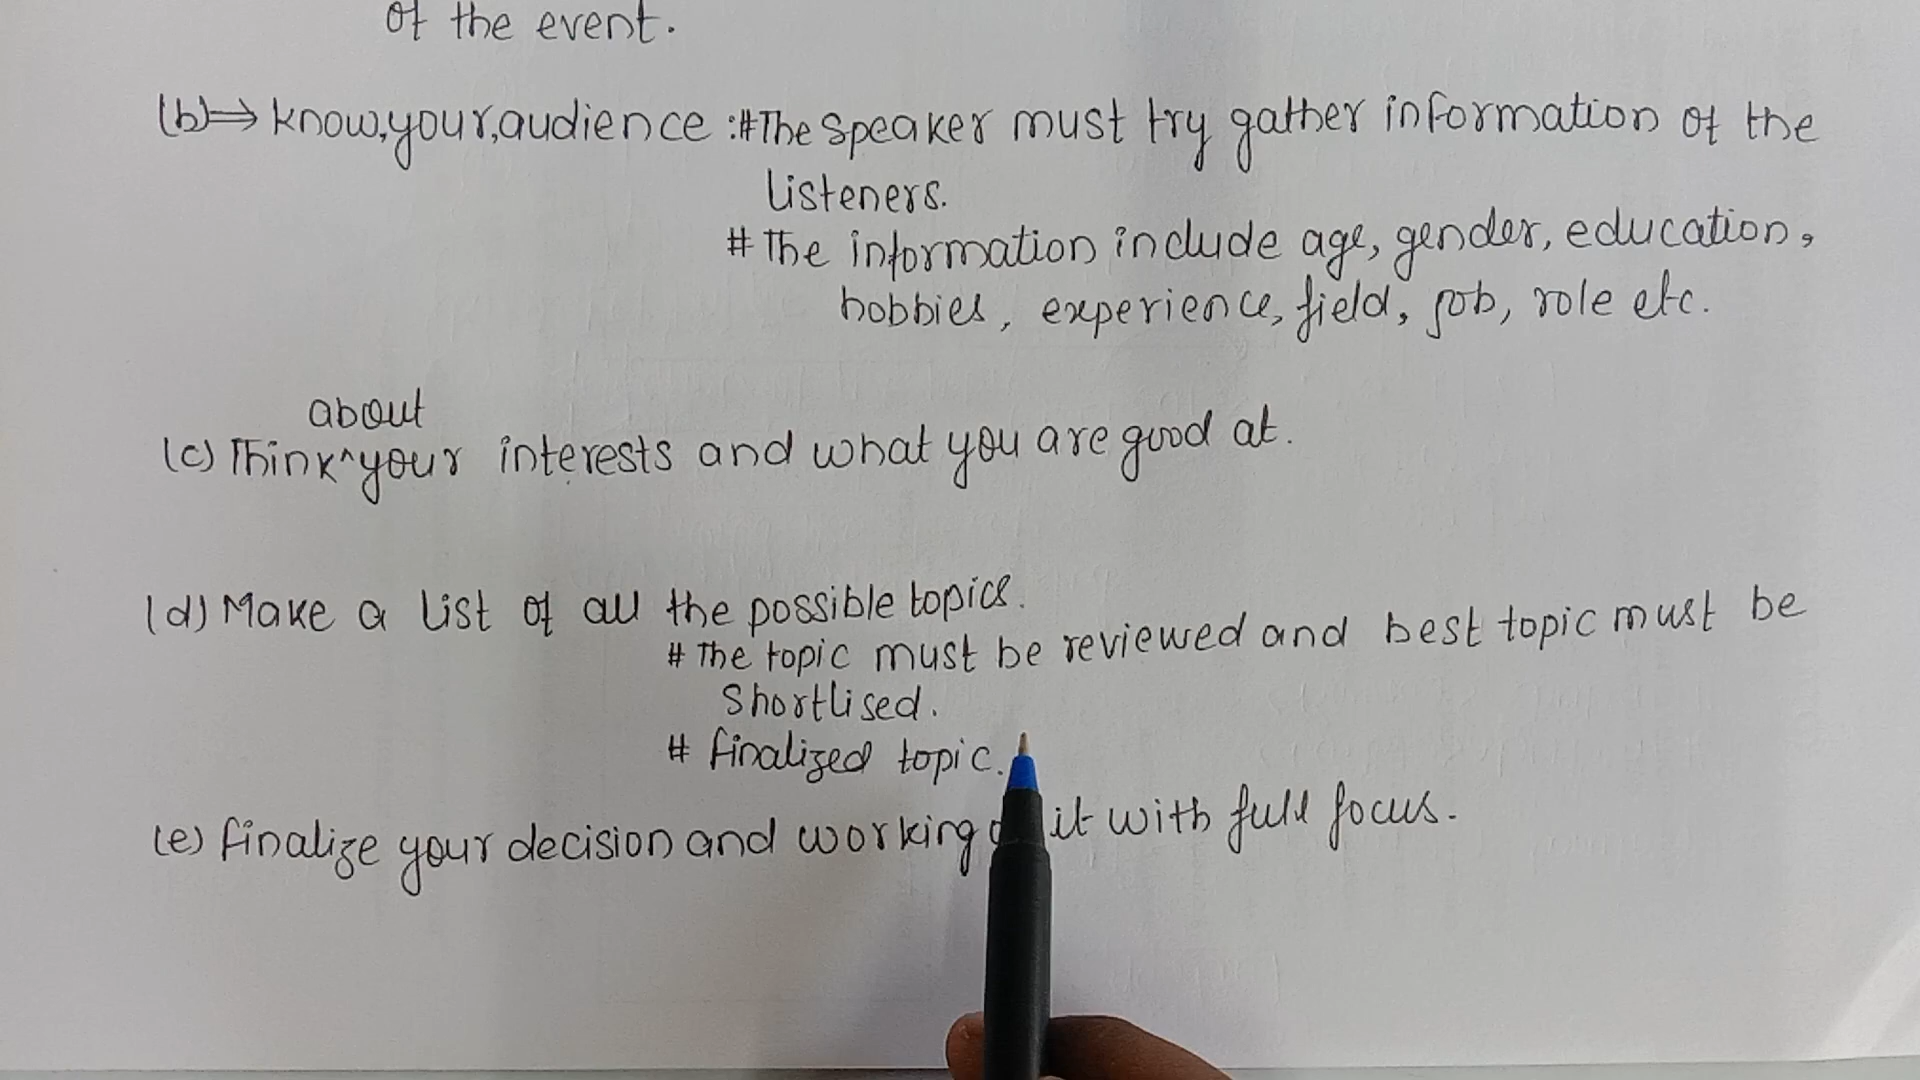 of the event.
(b)⇒ know,your,audience :#The Speaker must try gather information of the
listeners.
# The information include age, gender, education,
hobbies, experience, field, job, role etc.
about
(c) Think^your interests and what you are good at.
(d) Make a list of all the possible topics.
# The topic must be reviewed and best topic must be
Shortlised.
# finalized topic.
(e) finalize your decision and working it with full focus.